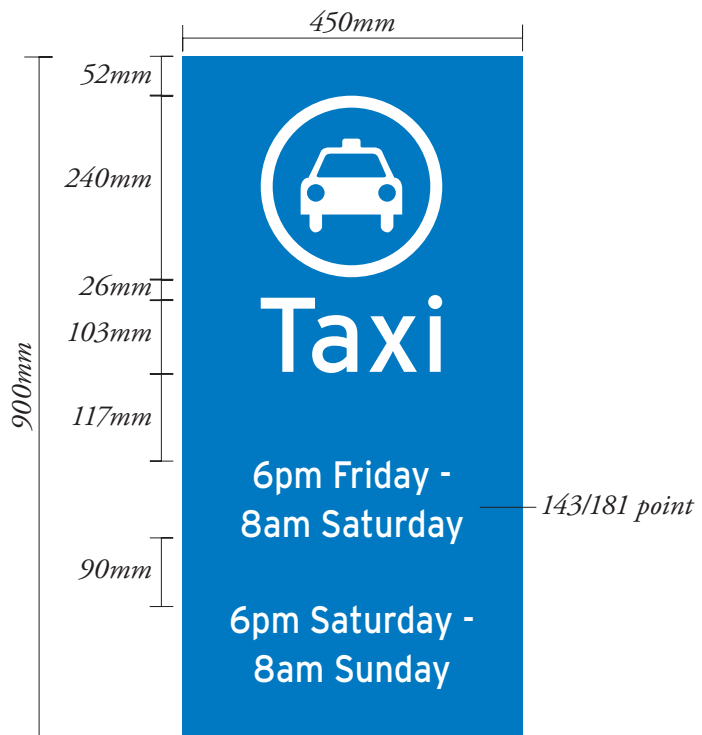 450mm
52mm
240mm
26mm
Taxi
103mm
900mm
117mm
6pm Friday -
143/181 point
8am Saturday
90mm
6pm Saturday -
8am Sunday